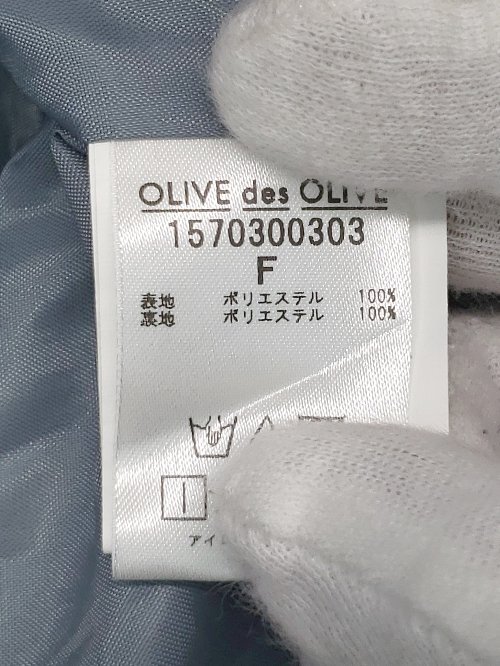 OLIVE des OLIVE
1570300303
F
表地 ポリエステル 100%
裏地 ポリエステル 100%
アイ